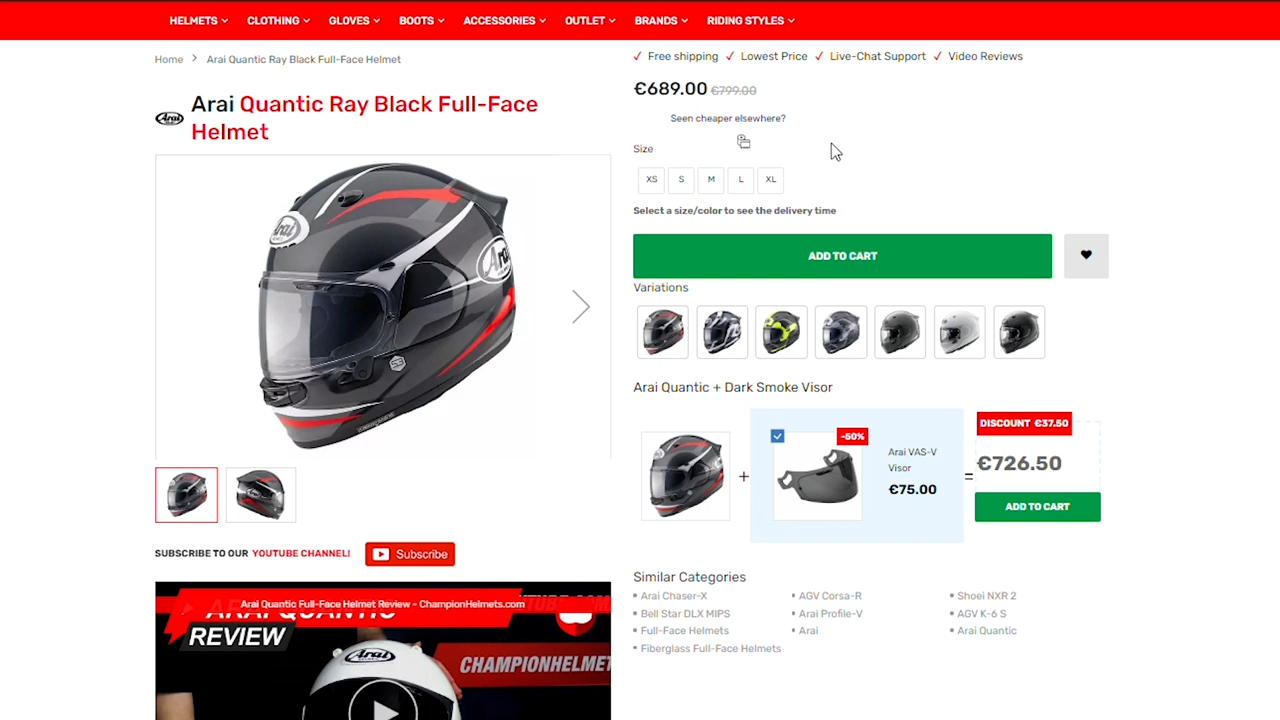 HELMETS CLOTHING GLOVES BOOTS ACCESSORIES OUTLET BRANDS RIDING STYLES
Home Arai Quantic Ray Black Full-Face Helmet
Arai Quantic Ray Black Full-Face
Helmet
Arai
Arai
Arai
SUBSCRIBE TO OUR YOUTUBE CHANNEL! Subscribe
Arai Quantic Full-Face Helmet Review - ChampionHelmets.com
ARAI QUANTIC
REVIEW
CHAMPIONHELMET
Arai
Free shipping Lowest Price Live-Chat Support Video Reviews
€689.00 €799.00
Seen cheaper elsewhere?
Size
XS S M L XL
Select a size/color to see the delivery time
ADD TO CART
Variations
Arai Quantic + Dark Smoke Visor
+ -50% Arai VAS-V
Visor
€75.00
=
DISCOUNT €37.50
€726.50
ADD TO CART
Similar Categories
Arai Chaser-X AGV Corsa-R Shoei NXR 2
Bell Star DLX MIPS Arai Profile-V AGV K-6 S
Full-Face Helmets Arai Arai Quantic
Fiberglass Full-Face Helmets